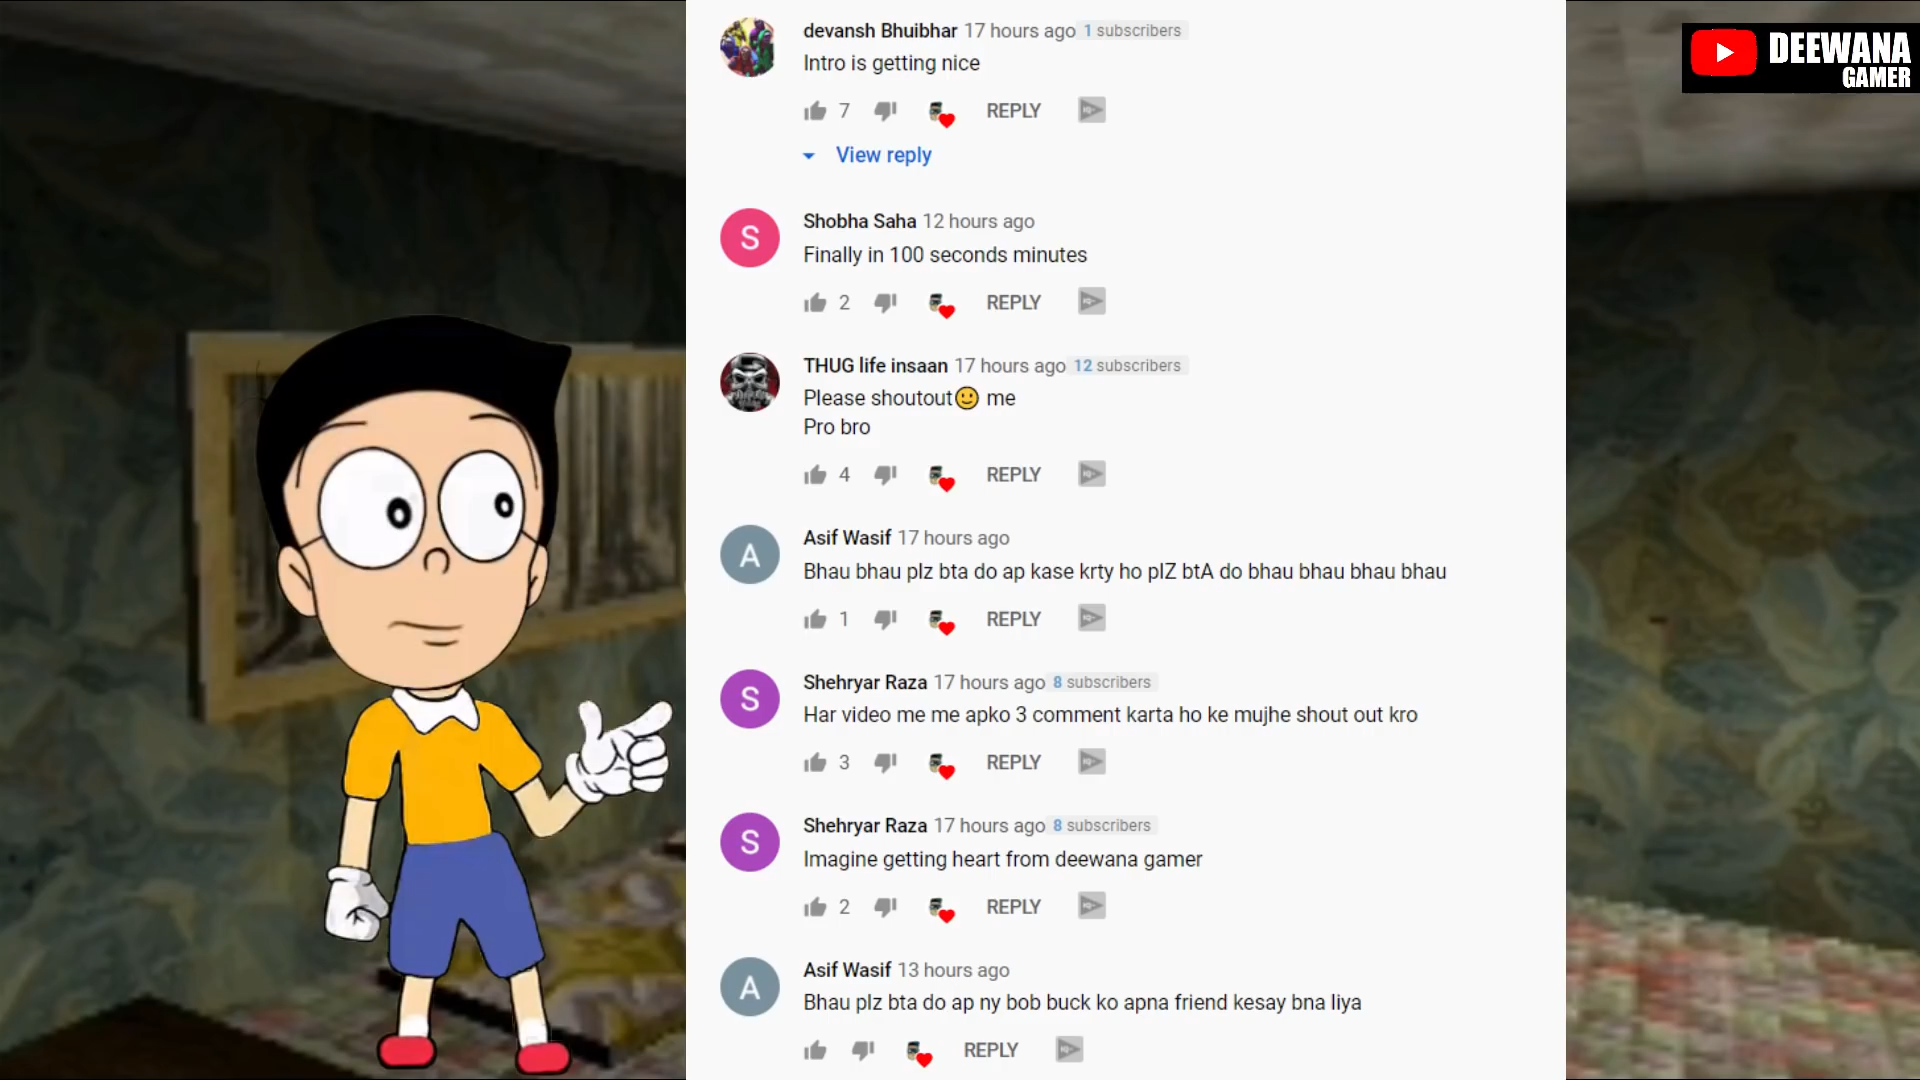 DEEWANA
GAMER
devansh Bhuibhar 17 hours ago 1 subscribers
Intro is getting nice
7 REPLY
View reply
S
Shobha Saha 12 hours ago
Finally in 100 seconds minutes
2 REPLY
THUG life insaan 17 hours ago 12 subscribers
Please shoutout🙂 me
Pro bro
4 REPLY
A
Asif Wasif 17 hours ago
Bhau bhau plz bta do ap kase krty ho plZ btA do bhau bhau bhau bhau
1 REPLY
S
Shehryar Raza 17 hours ago 8 subscribers
Har video me me apko 3 comment karta ho ke mujhe shout out kro
3 REPLY
S
Shehryar Raza 17 hours ago 8 subscribers
Imagine getting heart from deewana gamer
2 REPLY
A
Asif Wasif 13 hours ago
Bhau plz bta do ap ny bob buck ko apna friend kesay bna liya
REPLY